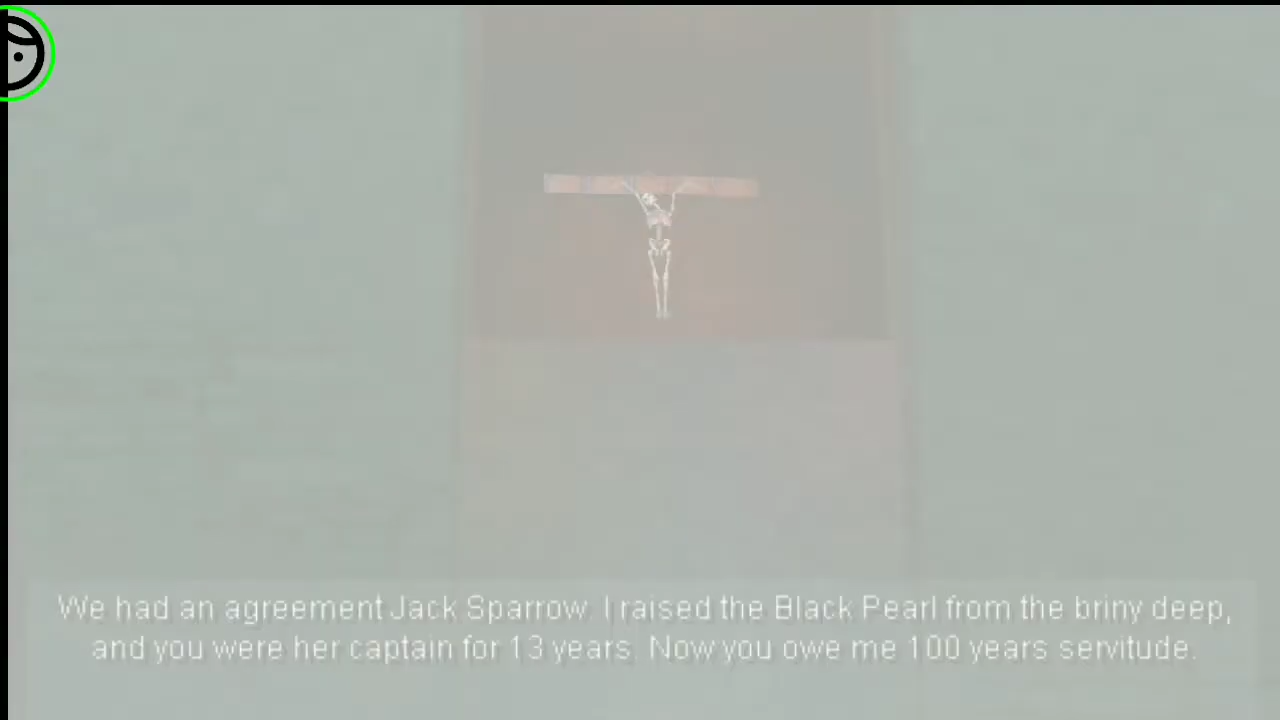 We had an agreement Jack Sparrow. I raised the Black Pearl from the briny deep,
and you were her captain for 13 years. Now you owe me 100 years servitude.